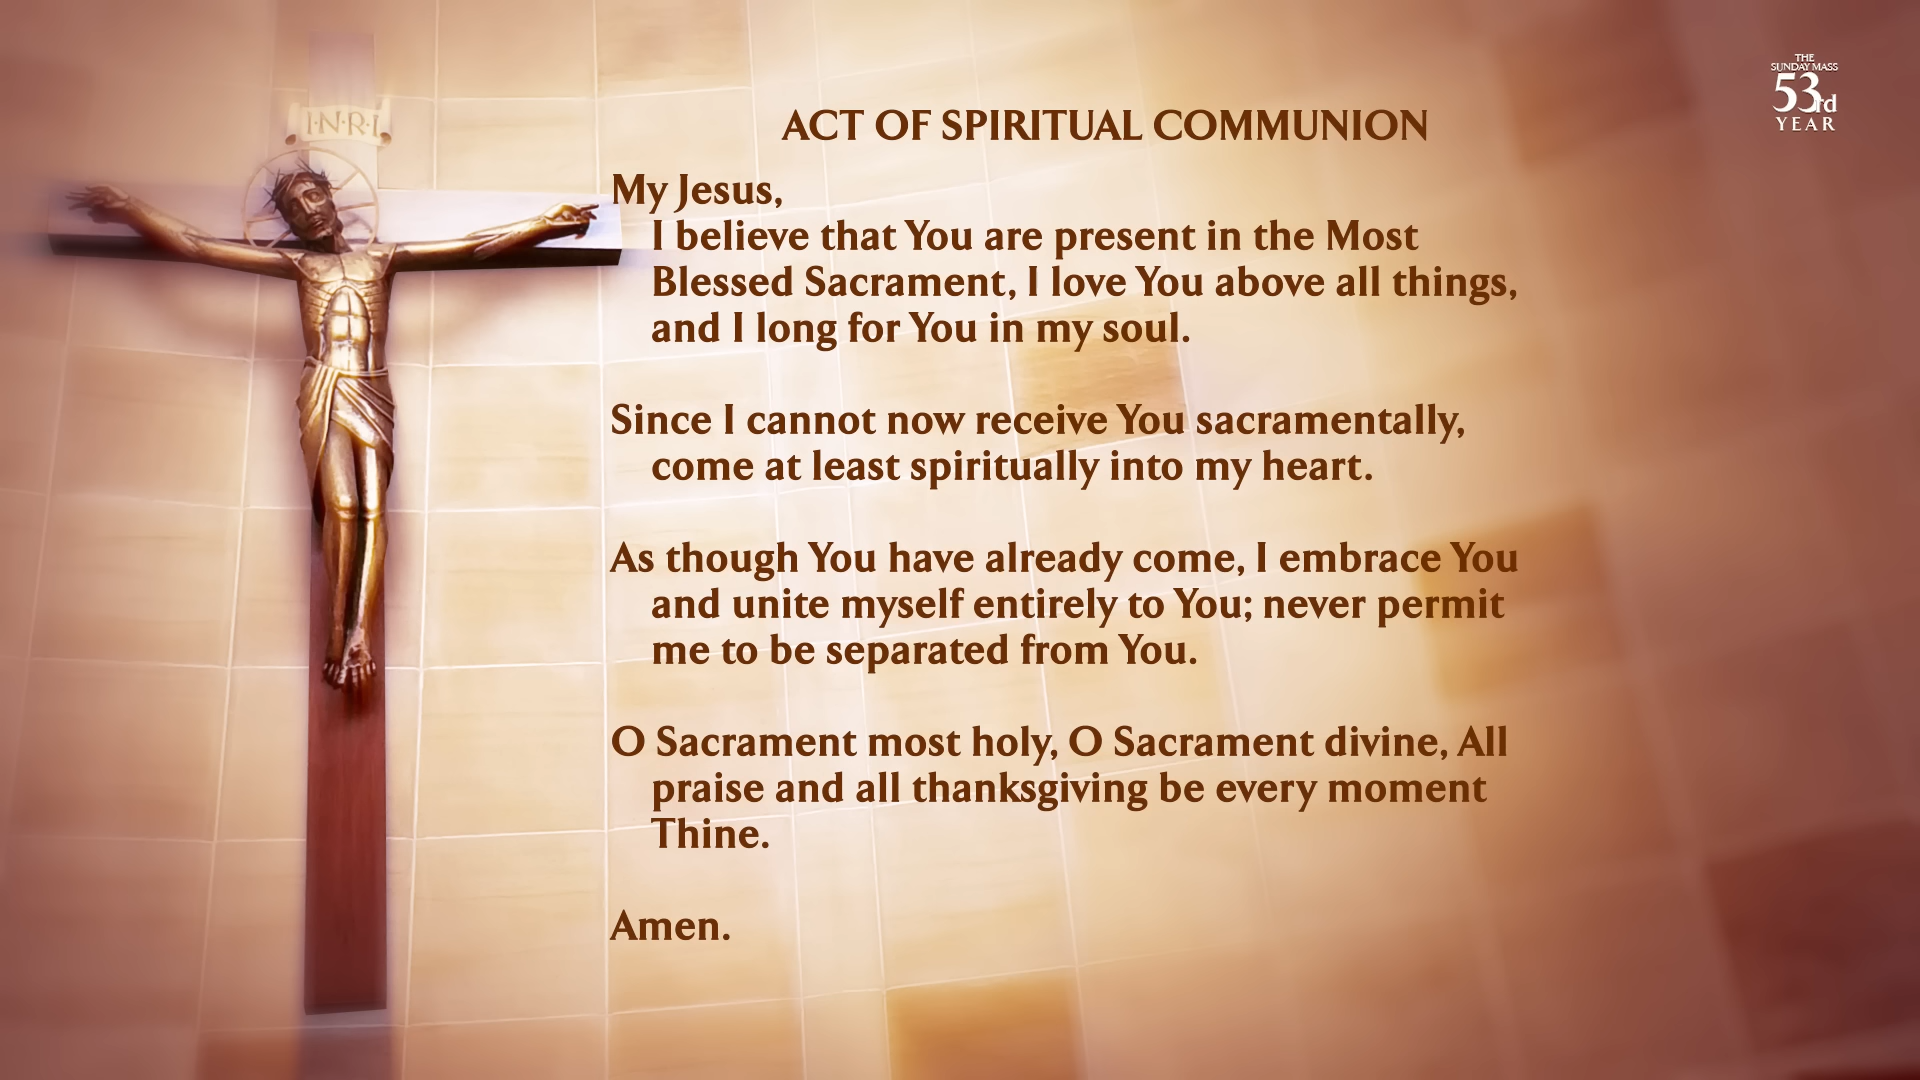 I·N·R·I
THE
SUNDAY MASS
53rd
YEAR
ACT OF SPIRITUAL COMMUNION
My Jesus,
I believe that You are present in the Most
Blessed Sacrament, I love You above all things,
and I long for You in my soul.
Since I cannot now receive You sacramentally,
come at least spiritually into my heart.
As though You have already come, I embrace You
and unite myself entirely to You; never permit
me to be separated from You.
O Sacrament most holy, O Sacrament divine, All
praise and all thanksgiving be every moment
Thine.
Amen.